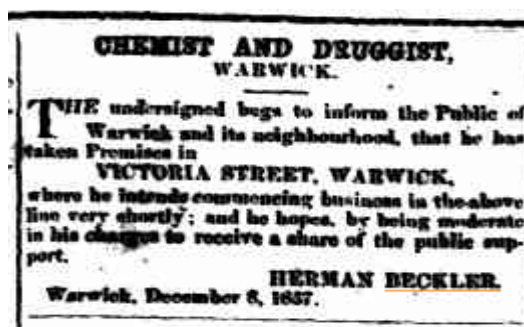 CHEMIST AND DRUGGIST,
WARWICK.
THE undersigned begs to inform the Public of
Warwick and its neighbourhood, that he has
taken Premises in
VICTORIA STREET, WARWICK,
where he intends commencing business in the above
line very shortly; and he hopes, by being moderate
in his charges to receive a share of the public sup-
port.
HERMAN BECKLER.
Warwick, December 8, 1857.